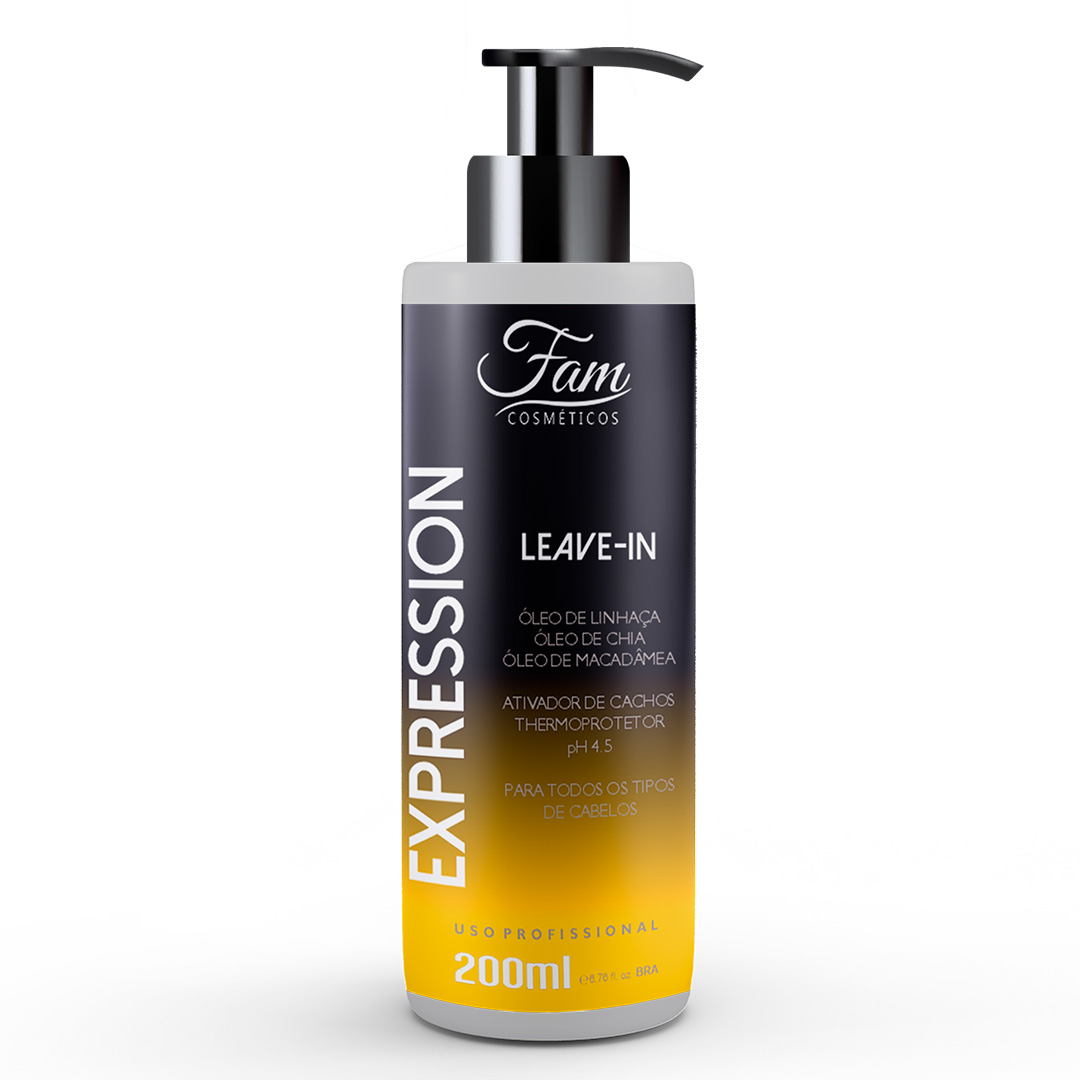 Fam
COSMÉTICOS
EXPRESSION
LEAVE-IN
ÓLEO DE LINHAÇA
ÓLEO DE CHIA
ÓLEO DE MACADÂMEA
ATIVADOR DE CACHOS
THERMOPROTETOR
pH 4.5
PARA TODOS OS TIPOS
DE CABELOS
USO PROFISSIONAL
200ml ℮6.76 fl. oz. BRA